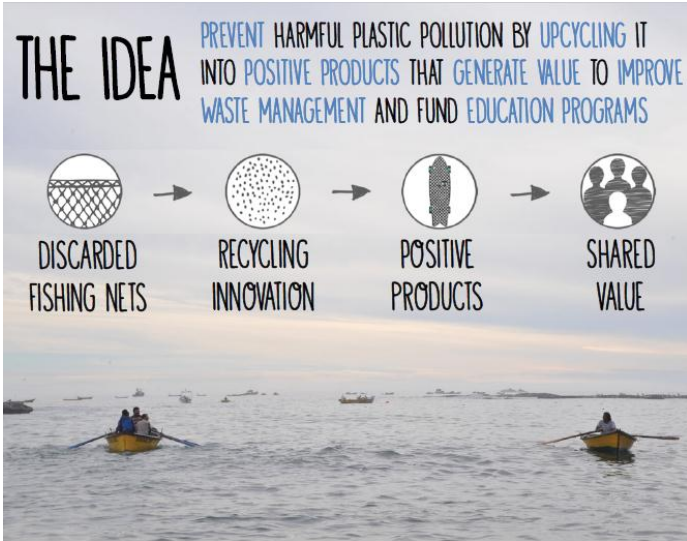 THE IDEA
PREVENT HARMFUL PLASTIC POLLUTION BY UPCYCLING IT
INTO POSITIVE PRODUCTS THAT GENERATE VALUE TO IMPROVE
WASTE MANAGEMENT AND FUND EDUCATION PROGRAMS
DISCARDED
FISHING NETS
RECYCLING
INNOVATION
POSITIVE
PRODUCTS
SHARED
VALUE